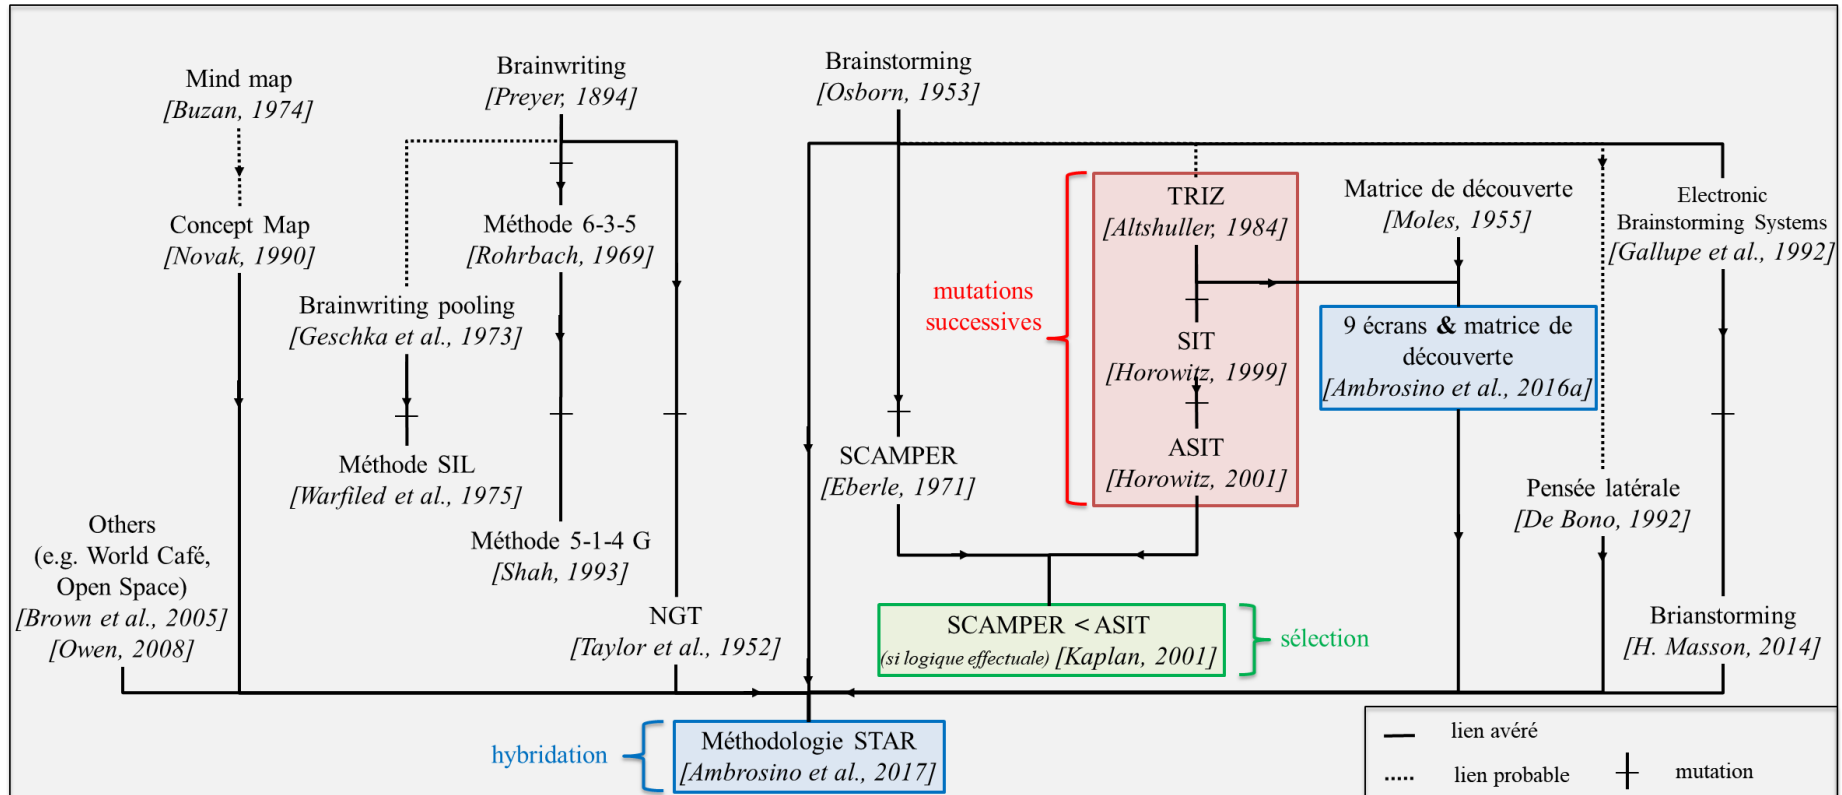 Mind map
[Buzan, 1974]
Brainwriting
[Preyer, 1894]
Brainstorming
[Osborn, 1953]
Concept Map
[Novak, 1990]
Méthode 6-3-5
[Rohrbach, 1969]
TRIZ
[Altshuller, 1984]
Matrice de découverte
[Moles, 1955]
Electronic
Brainstorming Systems
[Gallupe et al., 1992]
Brainwriting pooling
[Geschka et al., 1973]
mutations
successives
SIT
[Horowitz, 1999]
9 écrans & matrice de
découverte
[Ambrosino et al., 2016a]
Méthode SIL
[Warfiled et al., 1975]
SCAMPER
[Eberle, 1971]
ASIT
[Horowitz, 2001]
Pensée latérale
[De Bono, 1992]
Others
(e.g. World Café,
Open Space)
[Brown et al., 2005]
[Owen, 2008]
Méthode 5-1-4 G
[Shah, 1993]
NGT
[Taylor et al., 1952]
SCAMPER < ASIT
(si logique effectuale) [Kaplan, 2001]
sélection
Brianstorming
[H. Masson, 2014]
hybridation
Méthodologie STAR
[Ambrosino et al., 2017]
lien avéré
lien probable
mutation